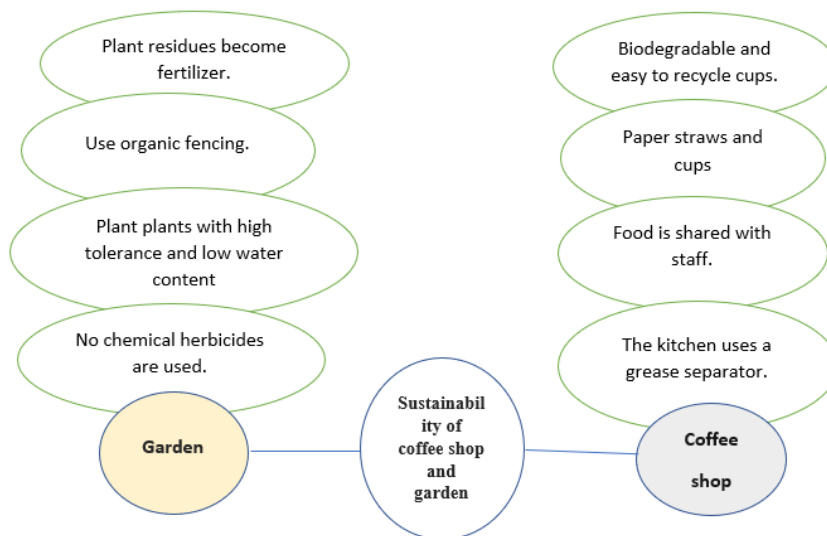 Plant residues become
fertilizer.
Use organic fencing.
Plant plants with high
tolerance and low water
content
No chemical herbicides
are used.
Garden
Sustainabil
ity of
coffee shop
and
garden
Biodegradable and
easy to recycle cups.
Paper straws and
cups
Food is shared with
staff.
The kitchen uses a
grease separator.
Coffee
shop